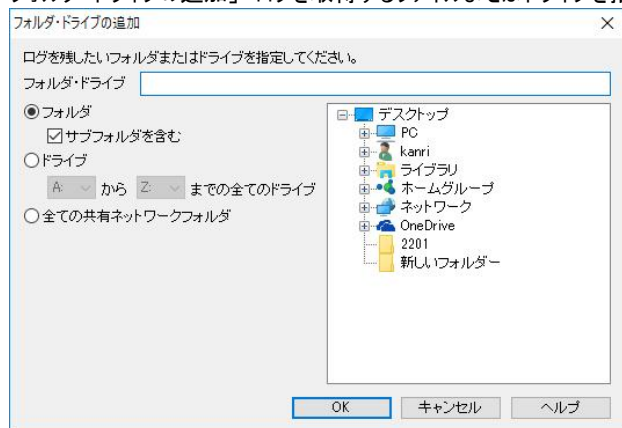 フォルダ・ドライブの追加
ログを残したいフォルダまたはドライブを指定してください。
フォルダ・ドライブ
フォルダ
サブフォルダを含む
ドライブ
A: から Z: までの全てのドライブ
全ての共有ネットワークフォルダ
デスクトップ
PC
kanri
ライブラリ
ホームグループ
ネットワーク
OneDrive
2201
新しいフォルダー
OK キャンセル ヘルプ